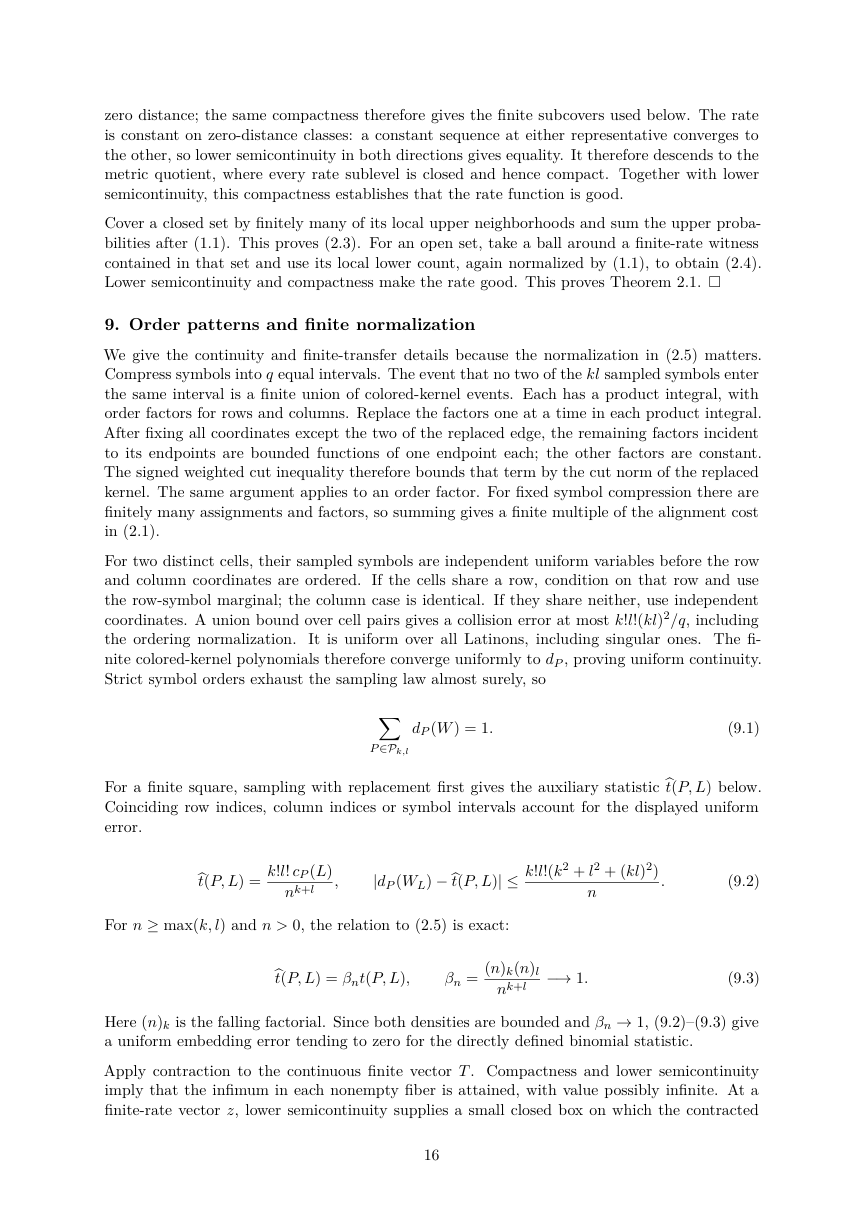 zero distance; the same compactness therefore gives the finite subcovers used below. The rate
is constant on zero-distance classes: a constant sequence at either representative converges to
the other, so lower semicontinuity in both directions gives equality. It therefore descends to the
metric quotient, where every rate sublevel is closed and hence compact. Together with lower
semicontinuity, this compactness establishes that the rate function is good.
Cover a closed set by finitely many of its local upper neighborhoods and sum the upper proba-
bilities after (1.1). This proves (2.3). For an open set, take a ball around a finite-rate witness
contained in that set and use its local lower count, again normalized by (1.1), to obtain (2.4).
Lower semicontinuity and compactness make the rate good. This proves Theorem 2.1. □
9. Order patterns and finite normalization
We give the continuity and finite-transfer details because the normalization in (2.5) matters.
Compress symbols into q equal intervals. The event that no two of the kl sampled symbols enter
the same interval is a finite union of colored-kernel events. Each has a product integral, with
order factors for rows and columns. Replace the factors one at a time in each product integral.
After fixing all coordinates except the two of the replaced edge, the remaining factors incident
to its endpoints are bounded functions of one endpoint each; the other factors are constant.
The signed weighted cut inequality therefore bounds that term by the cut norm of the replaced
kernel. The same argument applies to an order factor. For fixed symbol compression there are
finitely many assignments and factors, so summing gives a finite multiple of the alignment cost
in (2.1).
For two distinct cells, their sampled symbols are independent uniform variables before the row
and column coordinates are ordered. If the cells share a row, condition on that row and use
the row-symbol marginal; the column case is identical. If they share neither, use independent
coordinates. A union bound over cell pairs gives a collision error at most k!l!(kl)²/q, including
the ordering normalization. It is uniform over all Latinons, including singular ones. The fi-
nite colored-kernel polynomials therefore converge uniformly to d_P, proving uniform continuity.
Strict symbol orders exhaust the sampling law almost surely, so
∑_{P∈𝒫_{k,l}} d_P(W) = 1. (9.1)
For a finite square, sampling with replacement first gives the auxiliary statistic t̂(P, L) below.
Coinciding row indices, column indices or symbol intervals account for the displayed uniform
error.
t̂(P, L) = k!l! c_P(L) / n^{k+l}, |d_P(W_L) − t̂(P, L)| ≤ k!l!(k² + l² + (kl)²) / n. (9.2)
For n ≥ max(k, l) and n > 0, the relation to (2.5) is exact:
t̂(P, L) = β_n t(P, L), β_n = (n)_k(n)_l / n^{k+l} ⟶ 1. (9.3)
Here (n)_k is the falling factorial. Since both densities are bounded and β_n → 1, (9.2)–(9.3) give
a uniform embedding error tending to zero for the directly defined binomial statistic.
Apply contraction to the continuous finite vector T. Compactness and lower semicontinuity
imply that the infimum in each nonempty fiber is attained, with value possibly infinite. At a
finite-rate vector z, lower semicontinuity supplies a small closed box on which the contracted
16